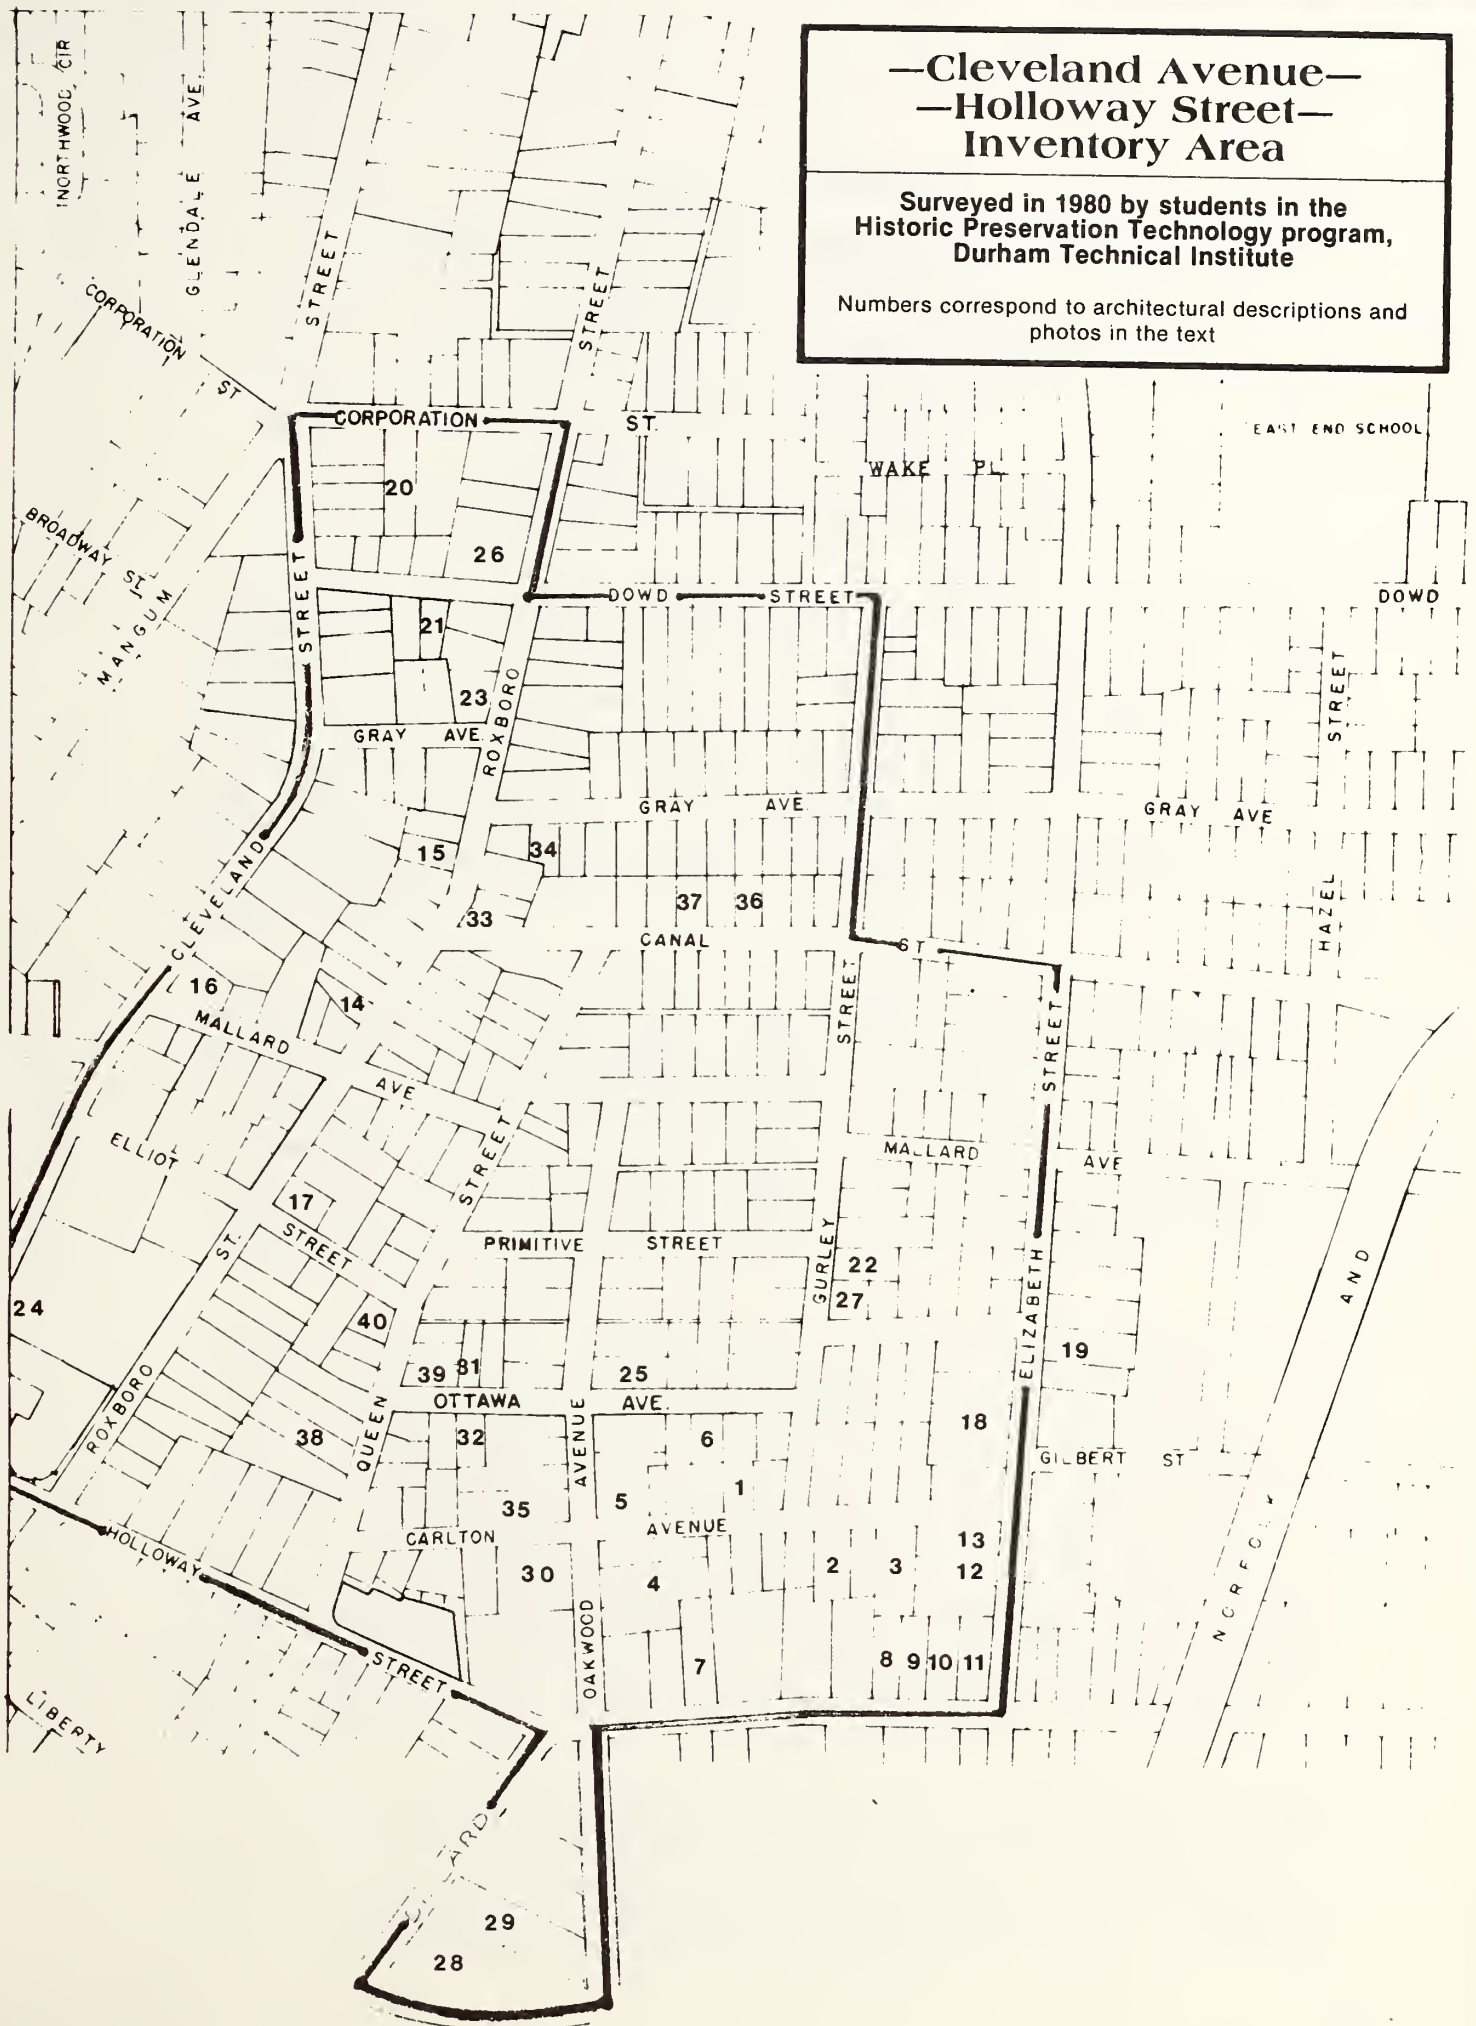 —Cleveland Avenue—
—Holloway Street—
Inventory Area
Surveyed in 1980 by students in the
Historic Preservation Technology program,
Durham Technical Institute
Numbers correspond to architectural descriptions and
photos in the text
NORTHWOOD CIR
GLENDALE AVE.
STREET
STREET
CORPORATION ST
CORPORATION ST.
EAST END SCHOOL
WAKE PL.
20
BROADWAY ST.
MANGUM
26
STREET
DOWD STREET
DOWD
21
23
ROXBORO
STREET
GRAY AVE.
GRAY AVE.
GRAY AVE
CLEVELAND
15
34
HAZEL
37
36
33
CANAL ST
16
14
MALLARD AVE
STREET
STREET
ELLIOT STREET
STREET
MALLARD AVE
17
PRIMITIVE STREET
ST.
GURLEY
22
27
24
40
ELIZABETH
AND
19
39
31
25
ROXBORO
OTTAWA AVE.
QUEEN
AVENUE
38
32
6
18
GILBERT ST
1
35
5
CARLTON AVENUE
HOLLOWAY
13
30
4
2
3
12
NORFOLK
OAKWOOD
7
8
9
10
11
STREET
LIBERTY
29
28